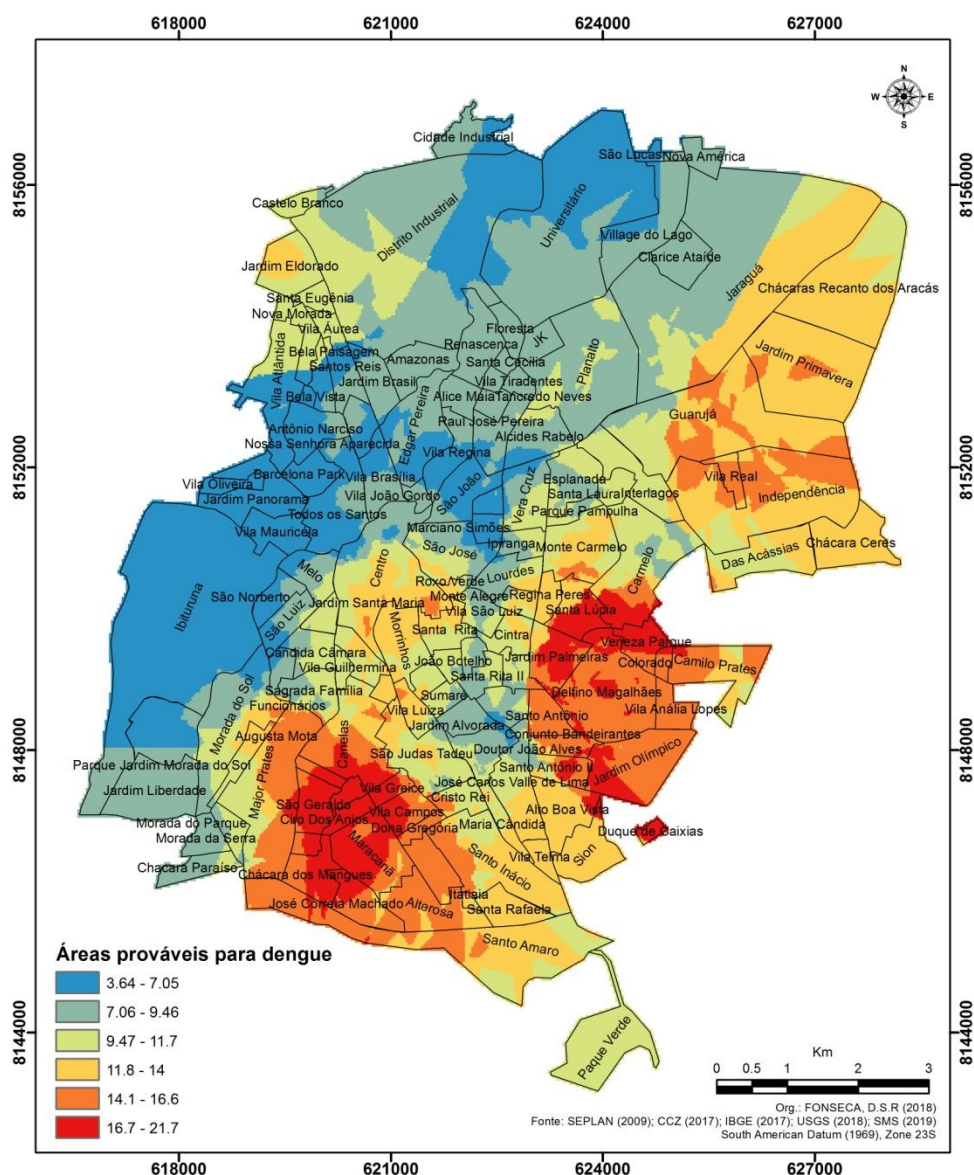 618000 621000 624000 627000
N
W E
S
8156000
8152000
8148000
8144000
8156000
8152000
8148000
8144000
Cidade Industrial
São Lucas
Nova América
Castelo Branco
Distrito Industrial
Universitário
Village do Lago
Clarice Ataíde
Jardim Eldorado
Jaraguá
Chácaras Recanto dos Aracás
Santa Eugênia
Nova Morada
Vila Áurea
Floresta
Renascença
JK
Bela Paisagem
Amazonas
Santa Cecília
Planalto
Jardim Primavera
Santos Reis
Vila Atlântida
Jardim Brasil
Vila Tiradentes
Bela Vista
Alice Maia
Tancredo Neves
Edgar Pereira
Guarujá
Antônio Narciso
Raul José Pereira
Nossa Senhora Aparecida
Alcides Rabelo
Vila Regina
Barcelona Park
Vila Brasília
Vila Oliveira
Esplanada
Vila Real
Jardim Panorama
Vila João Gordo
São João
Vera Cruz
Santa Laura
Interlagos
Independência
Todos os Santos
Parque Pampulha
Vila Mauricéia
Marciano Simões
Ipiranga
São José
Monte Carmelo
Das Acássias
Chácara Ceres
Centro
Melo
Roxo Verde
Lourdes
Carmelo
Ibituruna
São Norberto
Monte Alegre
Regina Peres
Jardim Santa Maria
Vila São Luiz
Santa Lúcia
São Luiz
Morrinhos
Santa Rita
Cintra
Veneza Parque
Cândida Câmara
João Botelho
Jardim Palmeiras
Colorado
Camilo Prates
Vila Guilhermina
Santa Rita II
Sagrada Família
Sumaré
Delfino Magalhães
Morada do Sol
Funcionários
Vila Luiza
Santo Antônio
Vila Anália Lopes
Jardim Alvorada
Augusta Mota
Conjunto Bandeirantes
Canelas
São Judas Tadeu
Doutor João Alves
Parque Jardim Morada do Sol
Santo Antônio II
Jardim Olímpico
Major Prates
Vila Greice
José Carlos Valle de Lima
Jardim Liberdade
Cristo Rei
São Geraldo
Vila Campos
Alto Boa Vista
Morada do Parque
Ciro Dos Anjos
Dona Gregória
Maria Cândida
Duque de Caixias
Morada da Serra
Maracanã
Vila Telma
Sion
Chacara Paraíso
Chácara dos Mangues
Santo Inácio
Itatiaia
José Correia Machado
Alterosa
Santa Rafaela
Santo Amaro
Paque Verde
Áreas prováveis para dengue
3.64 - 7.05
7.06 - 9.46
9.47 - 11.7
11.8 - 14
14.1 - 16.6
16.7 - 21.7
Km
0 0.5 1 2 3
Org.: FONSECA, D.S.R (2018)
Fonte: SEPLAN (2009); CCZ (2017); IBGE (2017); USGS (2018); SMS (2019)
South American Datum (1969), Zone 23S
618000 621000 624000 627000